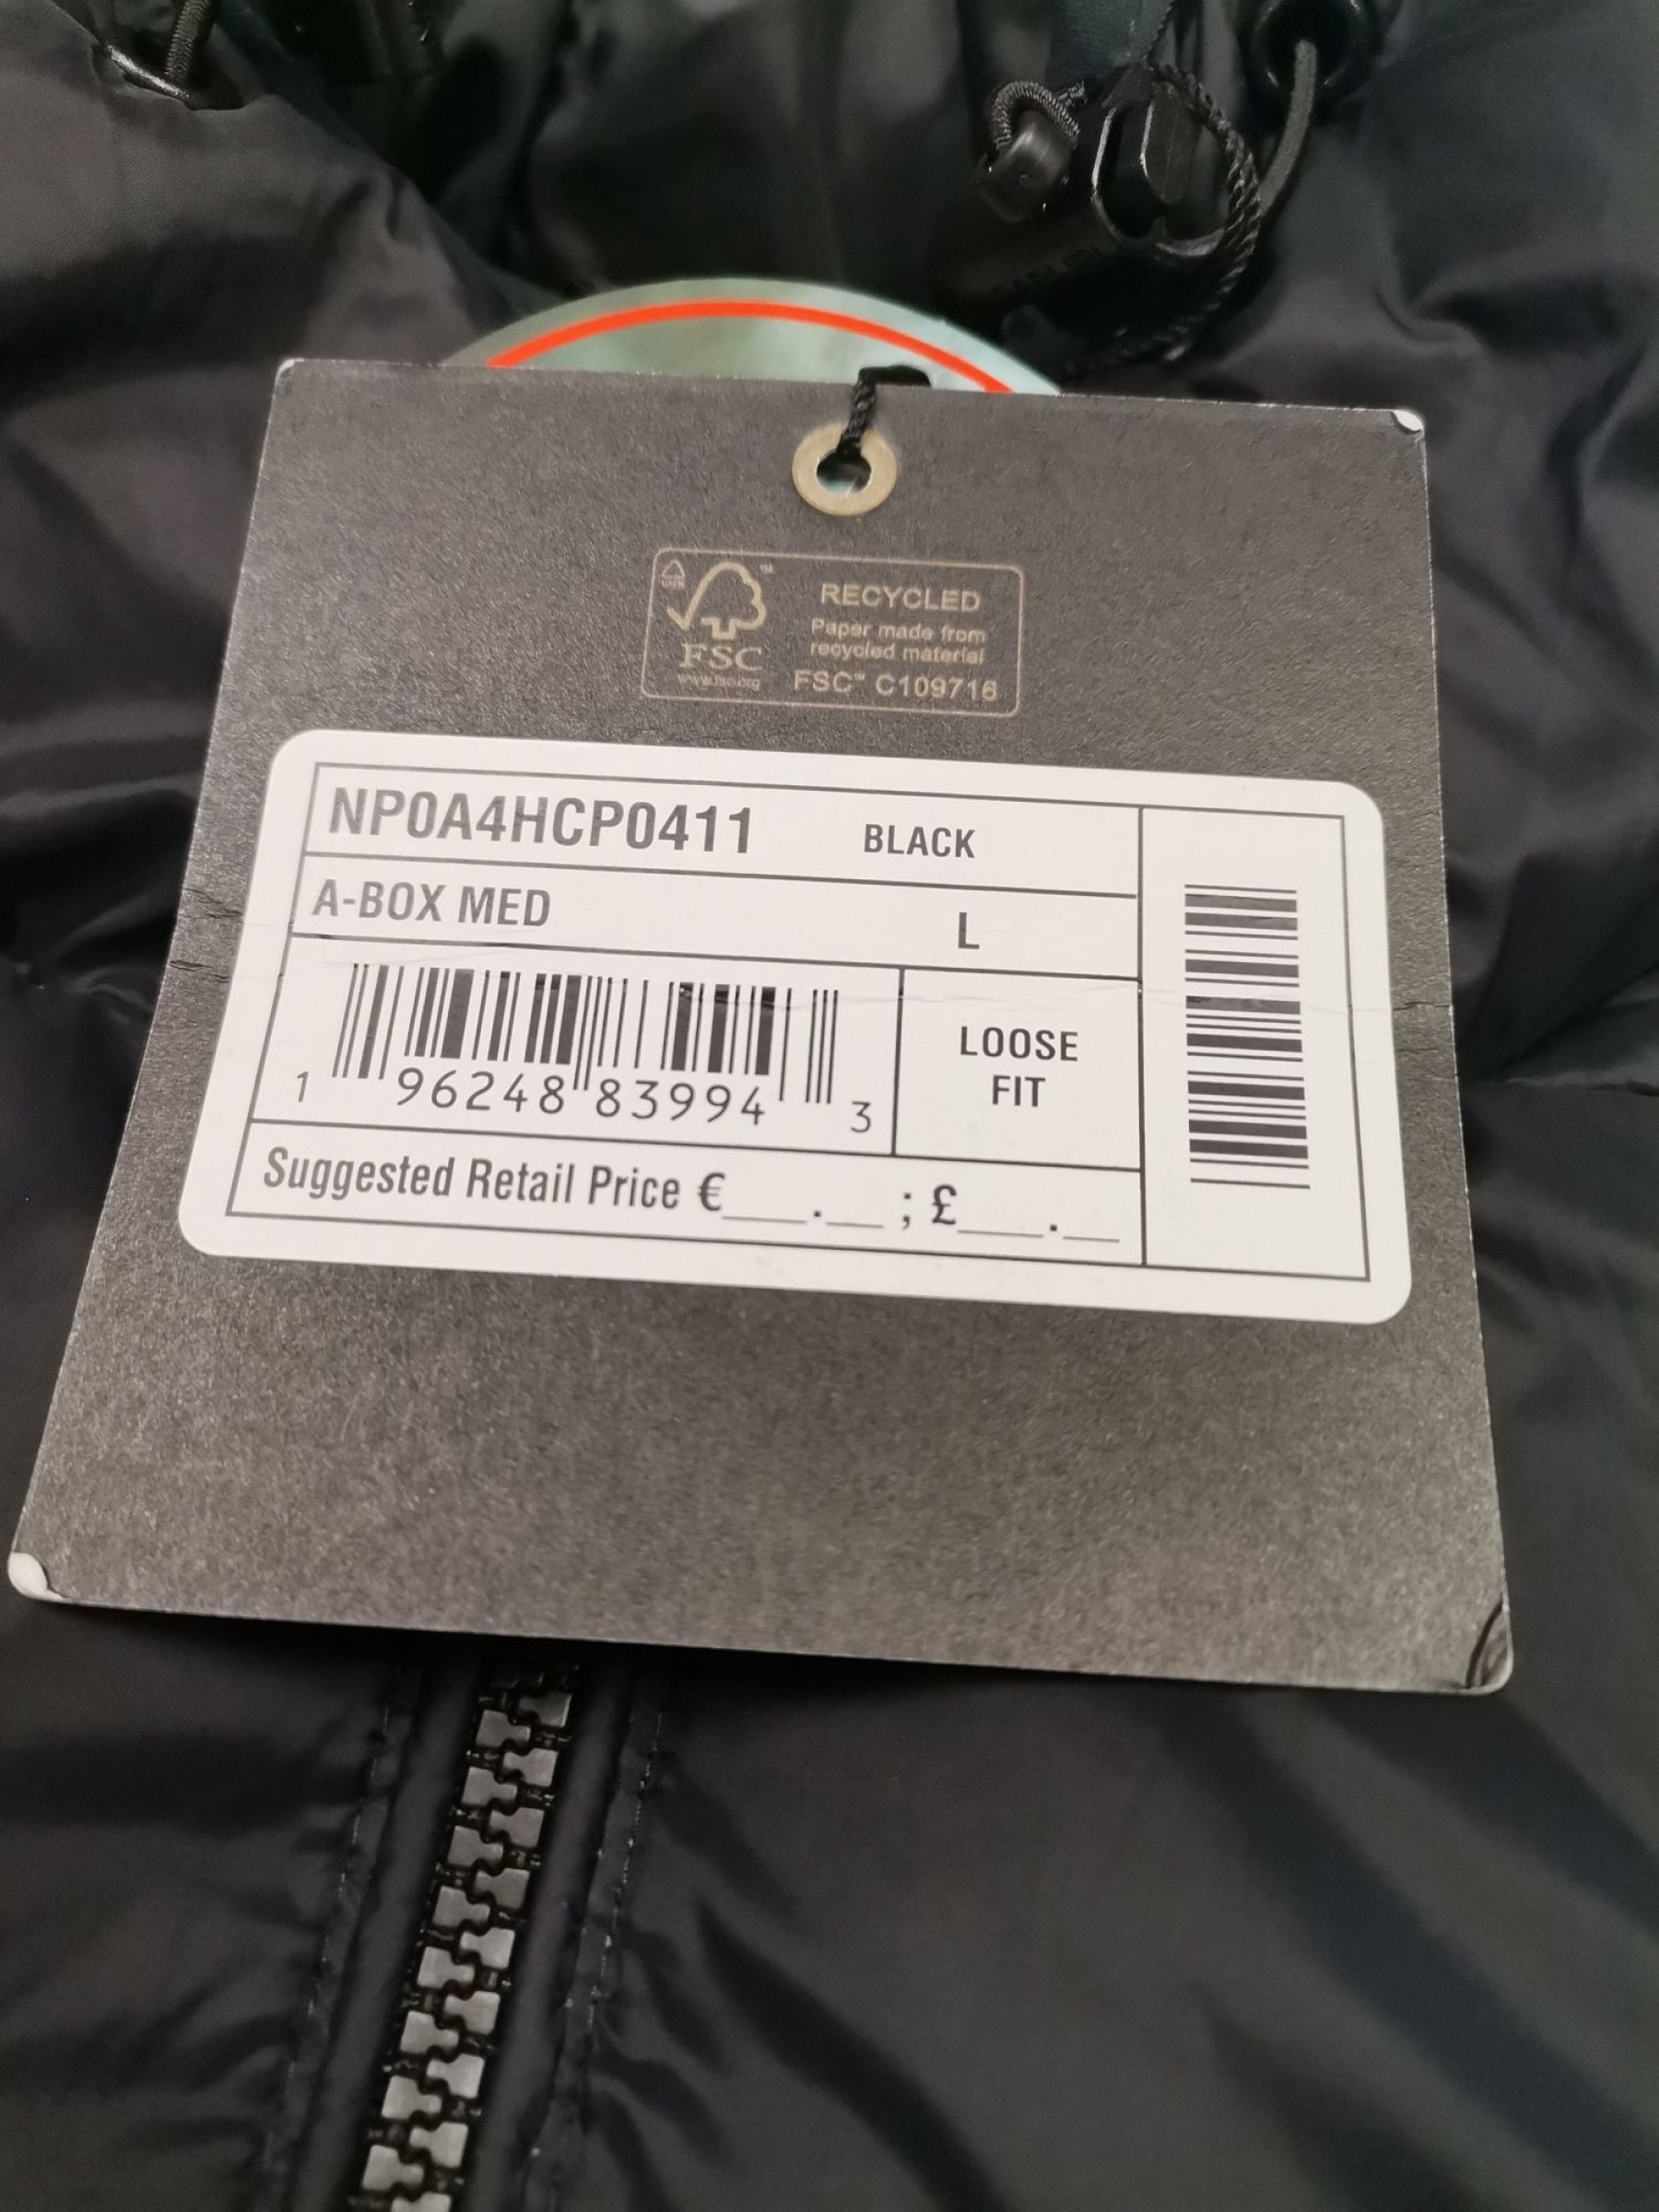 RECYCLED
Paper made from
recycled material
FSC
www.fsc.org
FSC™ C109716
NP0A4HCP0411 BLACK
A-BOX MED L
1 96248 83994 3
LOOSE
FIT
Suggested Retail Price €___.__ ; £___.__